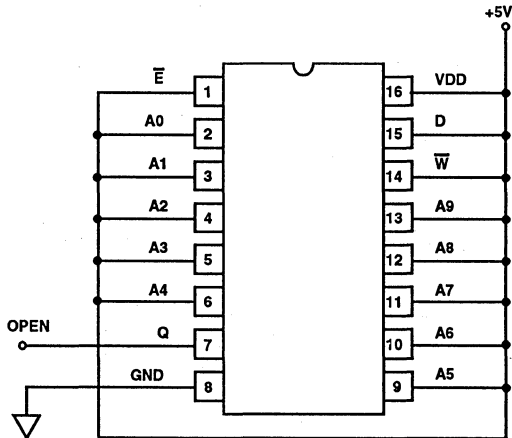 +5V
E̅ 1 16 VDD
A0 2 15 D
A1 3 14 W̅
A2 4 13 A9
A3 5 12 A8
A4 6 11 A7
OPEN Q 7 10 A6
GND 8 9 A5